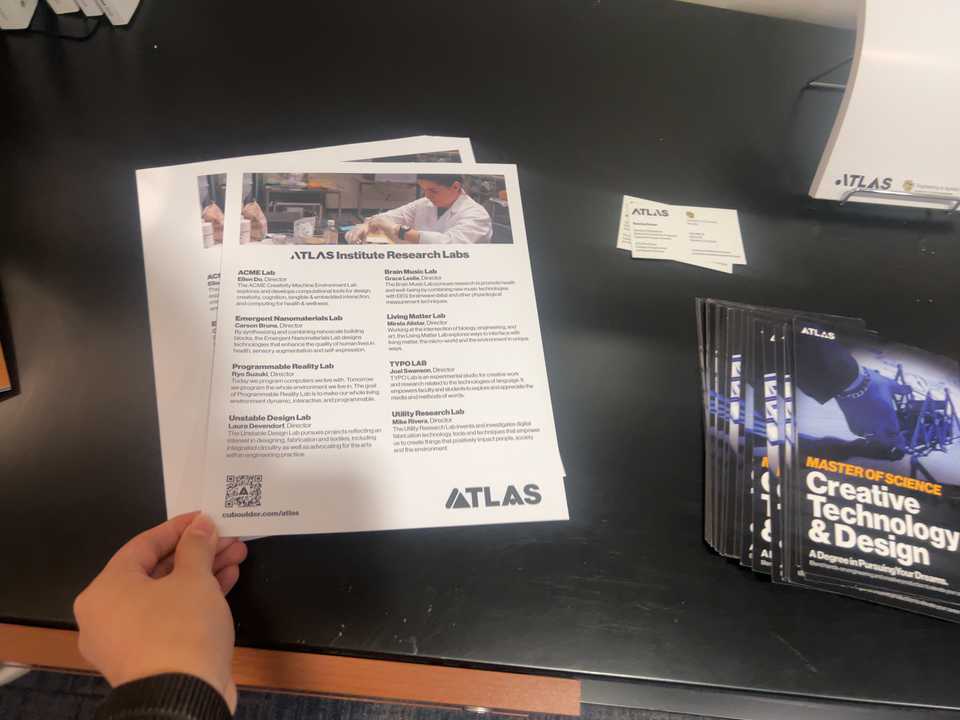 ATLAS Institute Research Labs
ACME Lab
Ellen Do, Director
The ACME Creativity Machine Environment Lab
explores and develops computational tools for design,
creativity, cognition, tangible & embedded interaction,
and computing for health & wellness.
Emergent Nanomaterials Lab
Carson Bruns, Director
By synthesizing and combining nanoscale building
blocks, the Emergent Nanomaterials Lab designs
technologies that enhance the quality of human lives in
health, sensory augmentation and self-expression.
Programmable Reality Lab
Ryo Suzuki, Director
Today we program computers we live with. Tomorrow
we program the whole environment we live in. The goal
of Programmable Reality Lab is to make our whole living
environment dynamic, interactive, and programmable.
Unstable Design Lab
Laura Devendorf, Director
The Unstable Design Lab pursues projects reflecting an
interest in designing, fabrication and textiles, including
integrated circuitry as well as advocating for the arts
within engineering practice.
Brain Music Lab
Grace Leslie, Director
The Brain Music Lab pursues research to promote health
and well-being by combining new music technologies
with EEG (brainwave data) and other physiological
measurement techniques.
Living Matter Lab
Mirela Alistar, Director
Working at the intersection of biology, engineering, and
art, the Living Matter Lab explores ways to interface with
living matter, the micro-world and the environment in unique
ways.
TYPO LAB
Joel Swanson, Director
TYPO Lab is an experimental studio for creative work
and research related to the technologies of language. It
empowers faculty and students to explore and appreciate the
media and methods of words.
Utility Research Lab
Mike Rivera, Director
The Utility Research Lab invents and investigates digital
fabrication technology, tools and techniques that empower
us to create things that positively impact people, society
and the environment.
cuboulder.com/atlas
ATLAS
ATLAS
ATLAS
ATLAS
MASTER OF SCIENCE
Creative
Technology
& Design
A Degree in Pursuing Your Dreams.